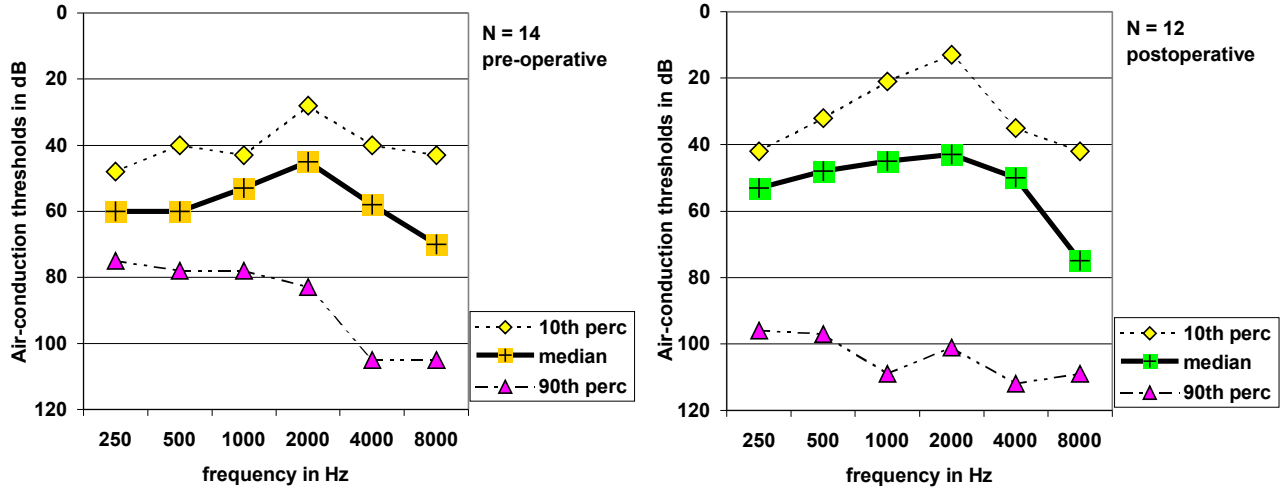 0
20
40
60
80
100
120
Air-conduction thresholds in dB
N = 14
pre-operative
10th perc
median
90th perc
250 500 1000 2000 4000 8000
frequency in Hz
0
20
40
60
80
100
120
Air-conduction thresholds in dB
N = 12
postoperative
10th perc
median
90th perc
250 500 1000 2000 4000 8000
frequency in Hz